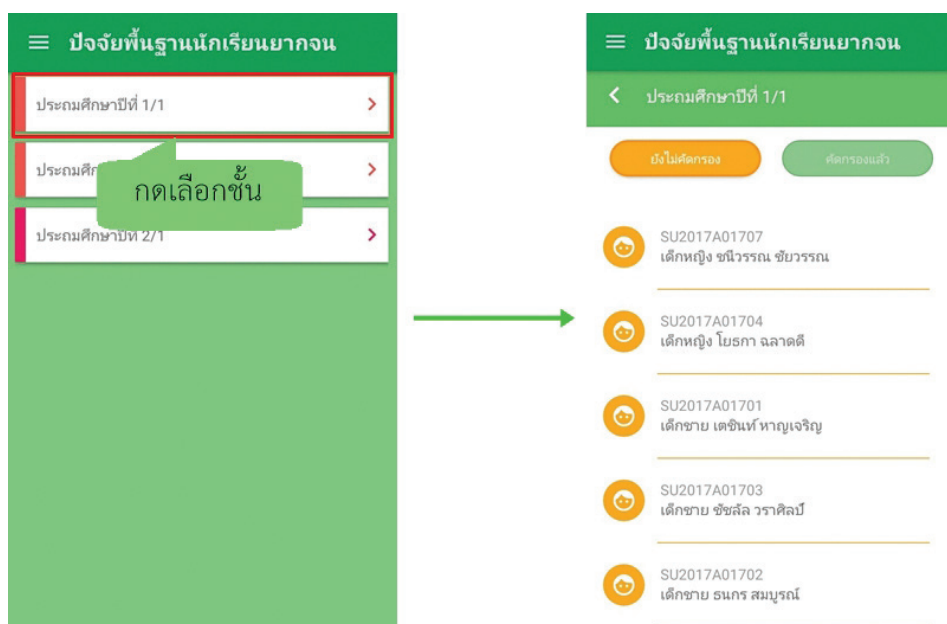 ปัจจัยพื้นฐานนักเรียนยากจน
ประถมศึกษาปีที่ 1/1
กดเลือกชั้น
ประถมศึกษาปีที่ 2/1
ปัจจัยพื้นฐานนักเรียนยากจน
ประถมศึกษาปีที่ 1/1
ยังไม่คัดกรอง
คัดกรองแล้ว
SU2017A01707
เด็กหญิง ชนีวรรณ ชัยวรรณ
SU2017A01704
เด็กหญิง โยธกา ฉลาดดี
SU2017A01701
เด็กชาย เตชินท์ หาญเจริญ
SU2017A01703
เด็กชาย ชัชลัล วราศิลป์
SU2017A01702
เด็กชาย ธนกร สมบูรณ์